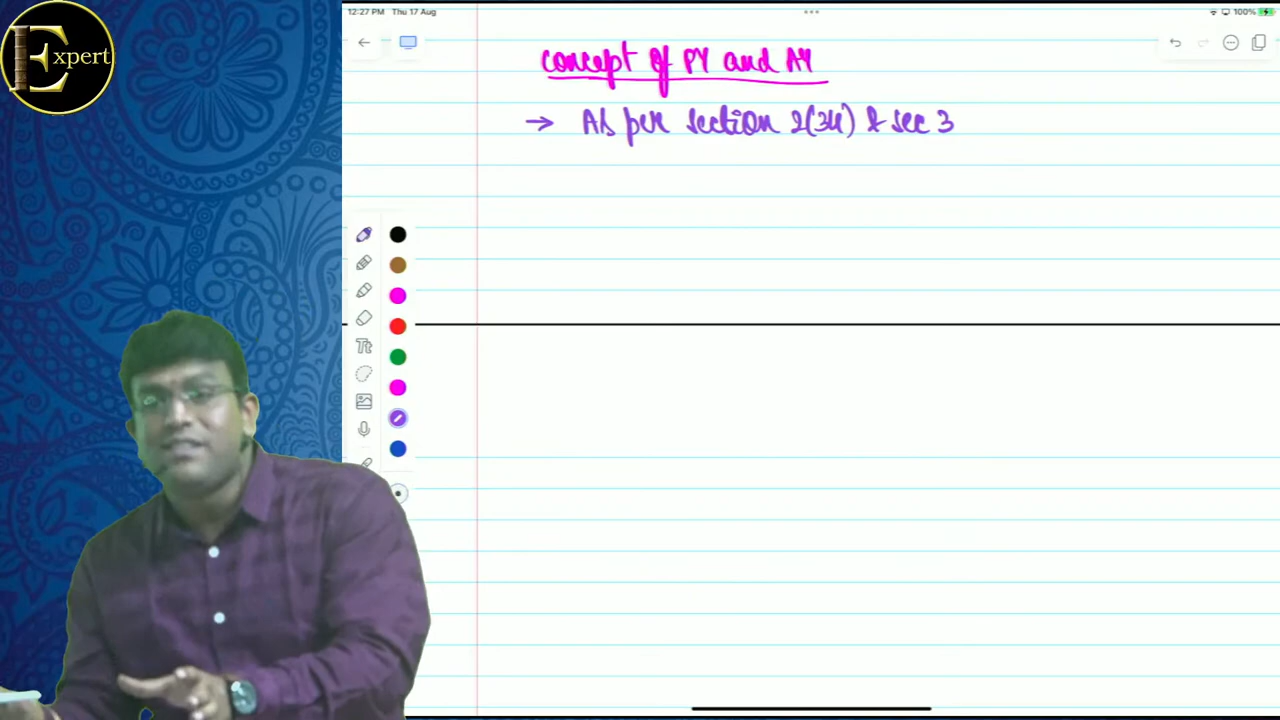 Expert
12:27 PM Thu 17 Aug
100%
concept of PY and AY
→ As per section 2(34) & sec 3
Tt